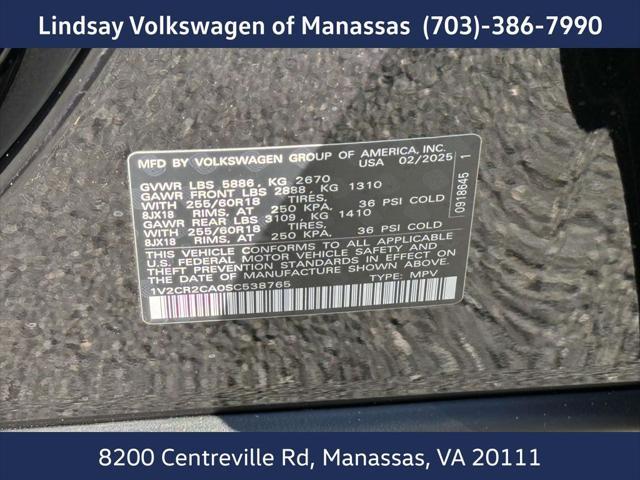 Lindsay Volkswagen of Manassas (703)-386-7990
MFD BY VOLKSWAGEN GROUP OF AMERICA, INC.
USA 02/2025
GVWR LBS 5886, KG 2670
GAWR FRONT LBS 2888, KG 1310
WITH 255/60R18 TIRES,
8JX18 RIMS, AT 250 KPA. 36 PSI COLD
GAWR REAR LBS 3109, KG 1410
WITH 255/60R18 TIRES,
8JX18 RIMS, AT 250 KPA. 36 PSI COLD
THIS VEHICLE CONFORMS TO ALL APPLICABLE
U.S. FEDERAL MOTOR VEHICLE SAFETY AND
THEFT PREVENTION STANDARDS IN EFFECT ON
THE DATE OF MANUFACTURE SHOWN ABOVE.
1V2CR2CA0SC538765 TYPE: MPV
0918645 1
8200 Centreville Rd, Manassas, VA 20111